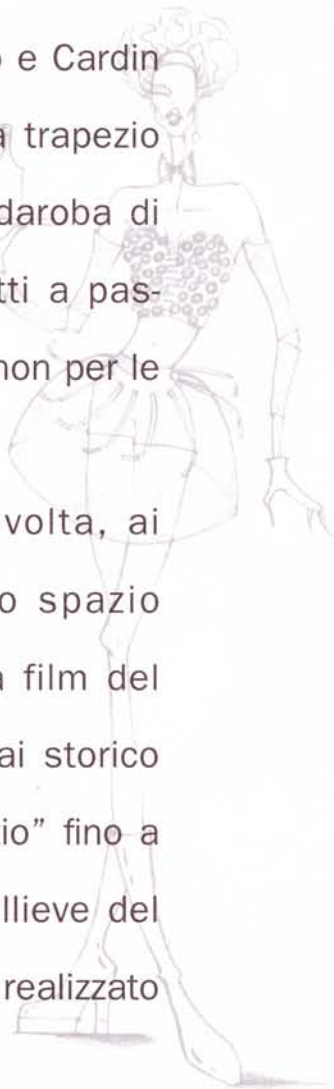 e Cardin
trapezio
daroba di
tti a pas-
non per le
volta, ai
o spazio
film del
ai storico
io” fino a
llieve del
realizzato